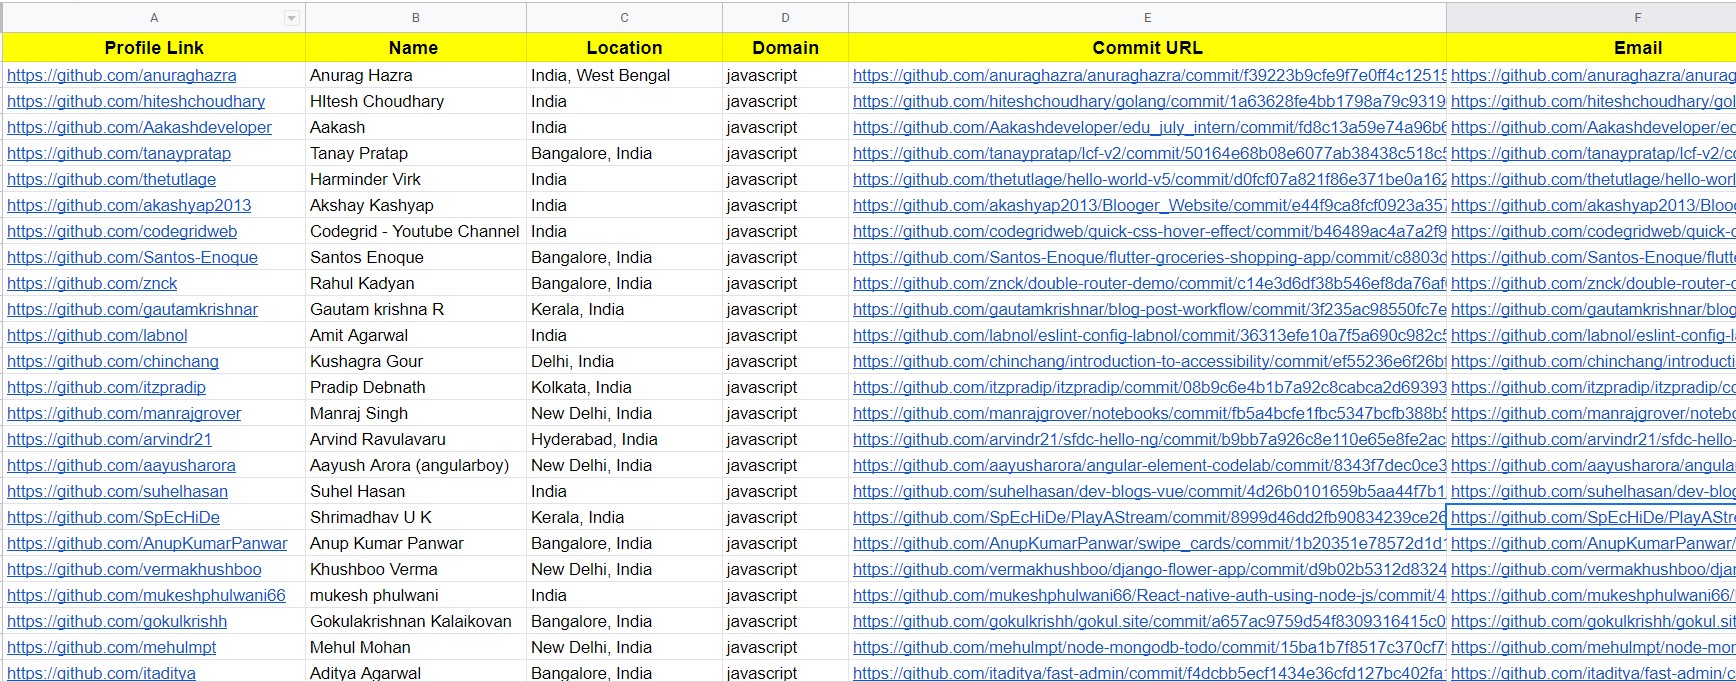 A B C D E F
Profile Link Name Location Domain Commit URL Email
https://github.com/anuraghazra Anurag Hazra India, West Bengal javascript https://github.com/anuraghazra/anuraghazra/commit/f39223b9cfe9f7e0ff4c12515 https://github.com/anuraghazra/anurag
https://github.com/hiteshchoudhary HItesh Choudhary India javascript https://github.com/hiteshchoudhary/golang/commit/1a63628fe4bb1798a79c9319 https://github.com/hiteshchoudhary/gol
https://github.com/Aakashdeveloper Aakash India javascript https://github.com/Aakashdeveloper/edu_july_intern/commit/fd8c13a59e74a96b6 https://github.com/Aakashdeveloper/ed
https://github.com/tanaypratap Tanay Pratap Bangalore, India javascript https://github.com/tanaypratap/lcf-v2/commit/50164e68b08e6077ab38438c518c5 https://github.com/tanaypratap/lcf-v2/co
https://github.com/thetutlage Harminder Virk India javascript https://github.com/thetutlage/hello-world-v5/commit/d0fcf07a821f86e371be0a162 https://github.com/thetutlage/hello-worl
https://github.com/akashyap2013 Akshay Kashyap India javascript https://github.com/akashyap2013/Blooger_Website/commit/e44f9ca8fcf0923a357 https://github.com/akashyap2013/Bloo
https://github.com/codegridweb Codegrid - Youtube Channel India javascript https://github.com/codegridweb/quick-css-hover-effect/commit/b46489ac4a7a2f9 https://github.com/codegridweb/quick-c
https://github.com/Santos-Enoque Santos Enoque Bangalore, India javascript https://github.com/Santos-Enoque/flutter-groceries-shopping-app/commit/c8803d https://github.com/Santos-Enoque/flutt
https://github.com/znck Rahul Kadyan Bangalore, India javascript https://github.com/znck/double-router-demo/commit/c14e3d6df38b546ef8da76af https://github.com/znck/double-router-d
https://github.com/gautamkrishnar Gautam krishna R Kerala, India javascript https://github.com/gautamkrishnar/blog-post-workflow/commit/3f235ac98550fc7e https://github.com/gautamkrishnar/blog
https://github.com/labnol Amit Agarwal India javascript https://github.com/labnol/eslint-config-labnol/commit/36313efe10a7f5a690c982c5 https://github.com/labnol/eslint-config-l
https://github.com/chinchang Kushagra Gour Delhi, India javascript https://github.com/chinchang/introduction-to-accessibility/commit/ef55236e6f26b https://github.com/chinchang/introducti
https://github.com/itzpradip Pradip Debnath Kolkata, India javascript https://github.com/itzpradip/itzpradip/commit/08b9c6e4b1b7a92c8cabca2d69393 https://github.com/itzpradip/itzpradip/co
https://github.com/manrajgrover Manraj Singh New Delhi, India javascript https://github.com/manrajgrover/notebooks/commit/fb5a4bcfe1fbc5347bcfb388b5 https://github.com/manrajgrover/notebo
https://github.com/arvindr21 Arvind Ravulavaru Hyderabad, India javascript https://github.com/arvindr21/sfdc-hello-ng/commit/b9bb7a926c8e110e65e8fe2ac https://github.com/arvindr21/sfdc-hello-
https://github.com/aayusharora Aayush Arora (angularboy) New Delhi, India javascript https://github.com/aayusharora/angular-element-codelab/commit/8343f7dec0ce3 https://github.com/aayusharora/angula
https://github.com/suhelhasan Suhel Hasan India javascript https://github.com/suhelhasan/dev-blogs-vue/commit/4d26b0101659b5aa44f7b1 https://github.com/suhelhasan/dev-blog
https://github.com/SpEcHiDe Shrimadhav U K Kerala, India javascript https://github.com/SpEcHiDe/PlayAStream/commit/8999d46dd2fb90834239ce26 https://github.com/SpEcHiDe/PlayAStre
https://github.com/AnupKumarPanwar Anup Kumar Panwar Bangalore, India javascript https://github.com/AnupKumarPanwar/swipe_cards/commit/1b20351e78572d1d1 https://github.com/AnupKumarPanwar/
https://github.com/vermakhushboo Khushboo Verma New Delhi, India javascript https://github.com/vermakhushboo/django-flower-app/commit/d9b02b5312d8324 https://github.com/vermakhushboo/djan
https://github.com/mukeshphulwani66 mukesh phulwani India javascript https://github.com/mukeshphulwani66/React-native-auth-using-node-js/commit/4 https://github.com/mukeshphulwani66/
https://github.com/gokulkrishh Gokulakrishnan Kalaikovan Bangalore, India javascript https://github.com/gokulkrishh/gokul.site/commit/a657ac9759d54f8309316415c0 https://github.com/gokulkrishh/gokul.sit
https://github.com/mehulmpt Mehul Mohan New Delhi, India javascript https://github.com/mehulmpt/node-mongodb-todo/commit/15ba1b7f8517c370cf7 https://github.com/mehulmpt/node-mon
https://github.com/itaditya Aditya Agarwal Bangalore, India javascript https://github.com/itaditya/fast-admin/commit/f4dcbb5ecf1434e36cfd127bc402fa https://github.com/itaditya/fast-admin/c